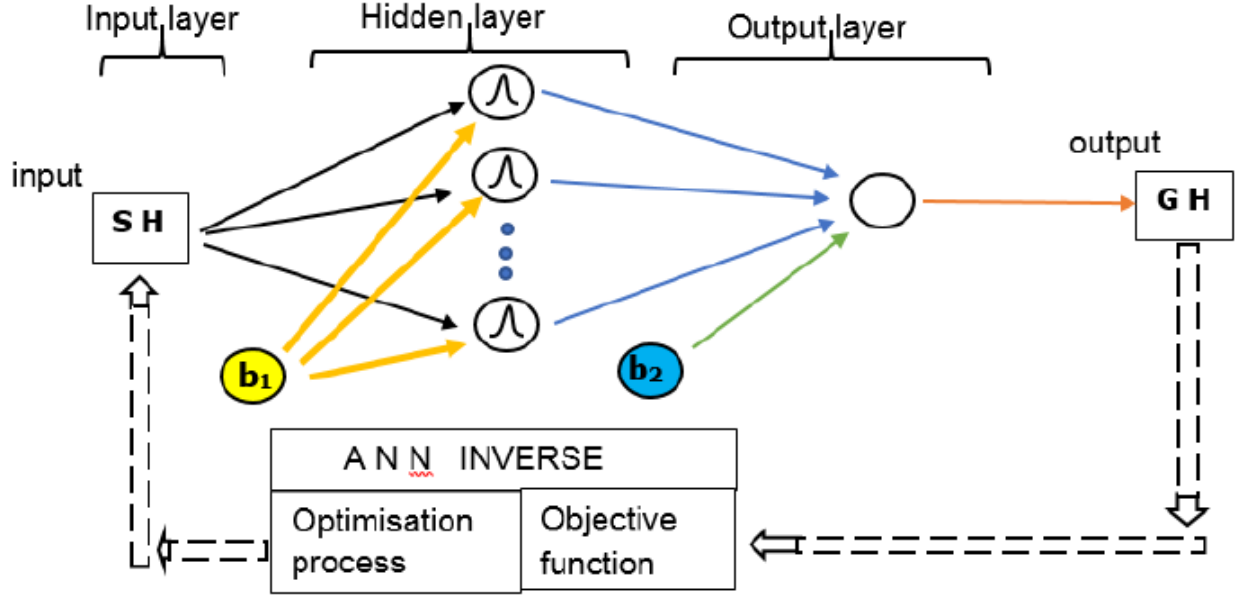 Input layer
Hidden layer
Output layer
input
output
S H
G H
b₁
b₂
A N N INVERSE
Optimisation
process
Objective
function